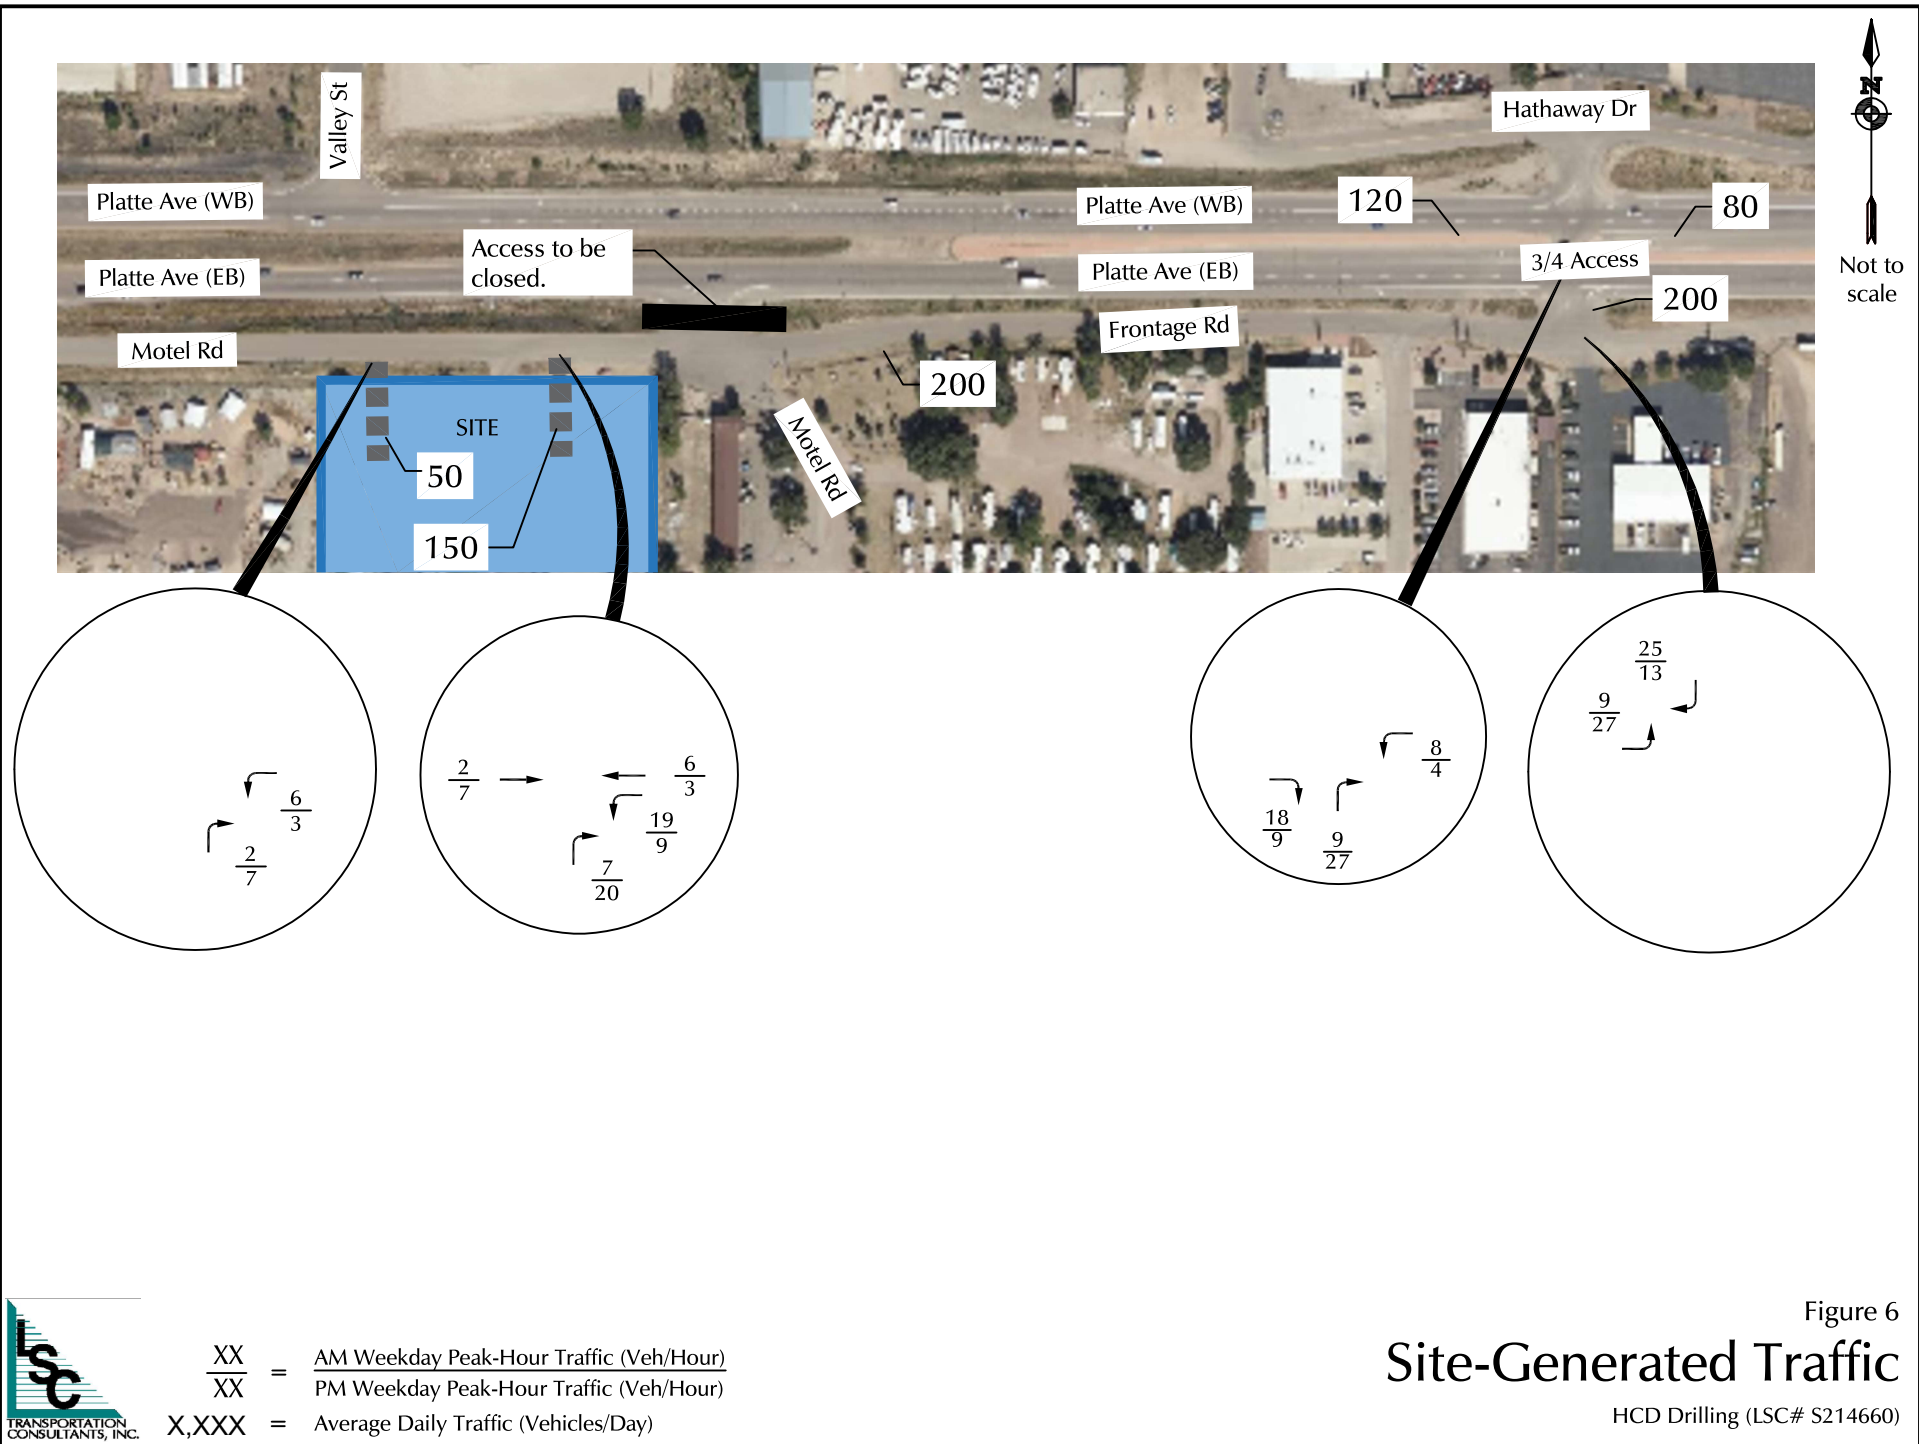 Valley St
Hathaway Dr
N
Platte Ave (WB)
Platte Ave (WB)
120
80
Access to be
closed.
Platte Ave (EB)
Platte Ave (EB)
3/4 Access
Not to
scale
200
Motel Rd
Frontage Rd
200
SITE
50
Motel Rd
150
6
3
2
7
2
7
6
3
19
9
7
20
8
4
18
9
9
27
25
13
9
27
LSC
TRANSPORTATION
CONSULTANTS, INC.
XX
XX
=
AM Weekday Peak-Hour Traffic (Veh/Hour)
PM Weekday Peak-Hour Traffic (Veh/Hour)
X,XXX = Average Daily Traffic (Vehicles/Day)
Figure 6
Site-Generated Traffic
HCD Drilling (LSC# S214660)